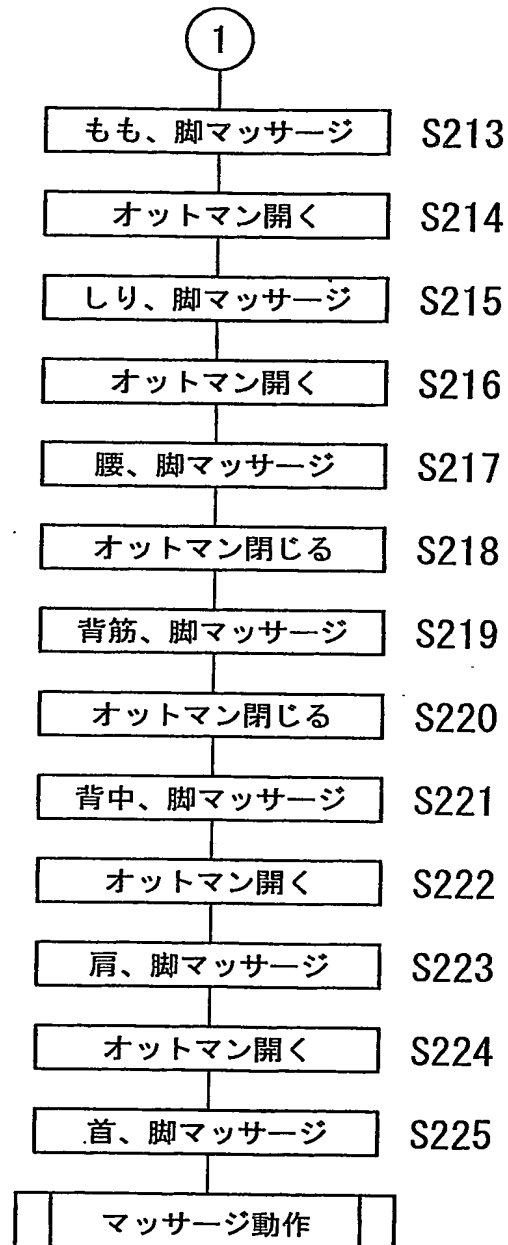 1
もも、脚マッサージ S213
オットマン開く S214
しり、脚マッサージ S215
オットマン開く S216
腰、脚マッサージ S217
オットマン閉じる S218
背筋、脚マッサージ S219
オットマン閉じる S220
背中、脚マッサージ S221
オットマン開く S222
肩、脚マッサージ S223
オットマン開く S224
首、脚マッサージ S225
マッサージ動作